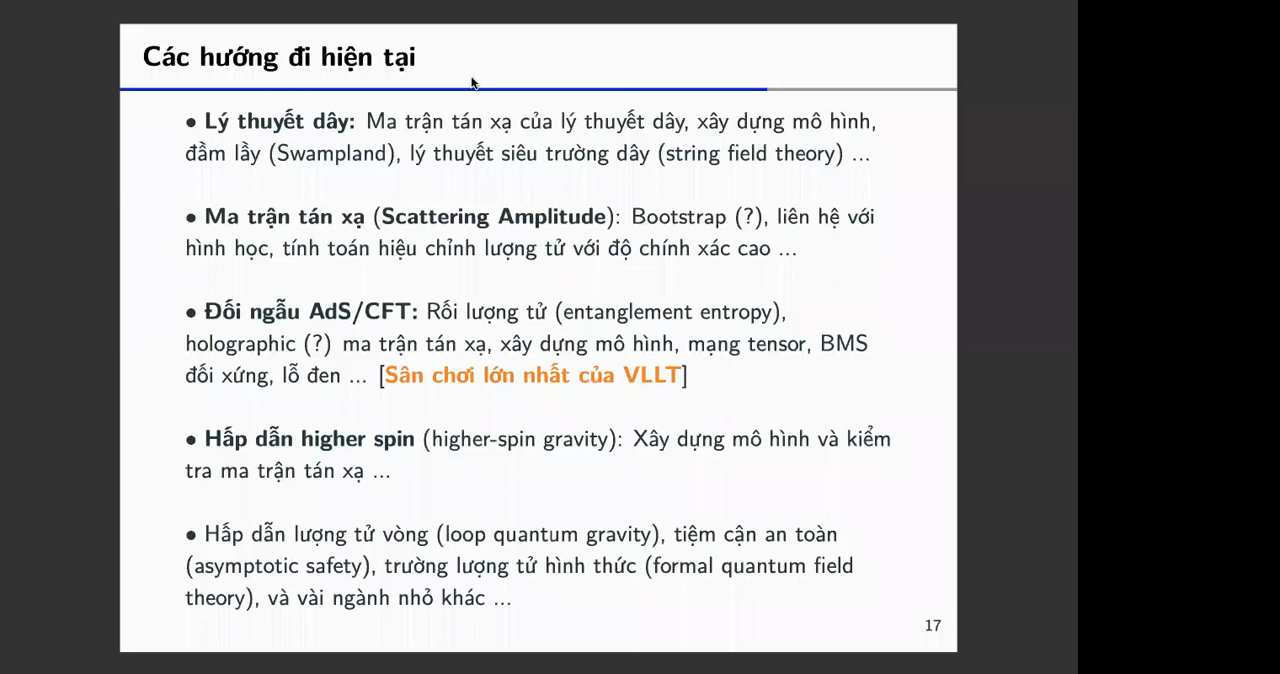 Các hướng đi hiện tại
• Lý thuyết dây: Ma trận tán xạ của lý thuyết dây, xây dựng mô hình,
đầm lầy (Swampland), lý thuyết siêu trường dây (string field theory) ...
• Ma trận tán xạ (Scattering Amplitude): Bootstrap (?), liên hệ với
hình học, tính toán hiệu chỉnh lượng tử với độ chính xác cao ...
• Đối ngẫu AdS/CFT: Rối lượng tử (entanglement entropy),
holographic (?) ma trận tán xạ, xây dựng mô hình, mạng tensor, BMS
đối xứng, lỗ đen ... [Sân chơi lớn nhất của VLLT]
• Hấp dẫn higher spin (higher-spin gravity): Xây dựng mô hình và kiểm
tra ma trận tán xạ ...
• Hấp dẫn lượng tử vòng (loop quantum gravity), tiệm cận an toàn
(asymptotic safety), trường lượng tử hình thức (formal quantum field
theory), và vài ngành nhỏ khác ...
17